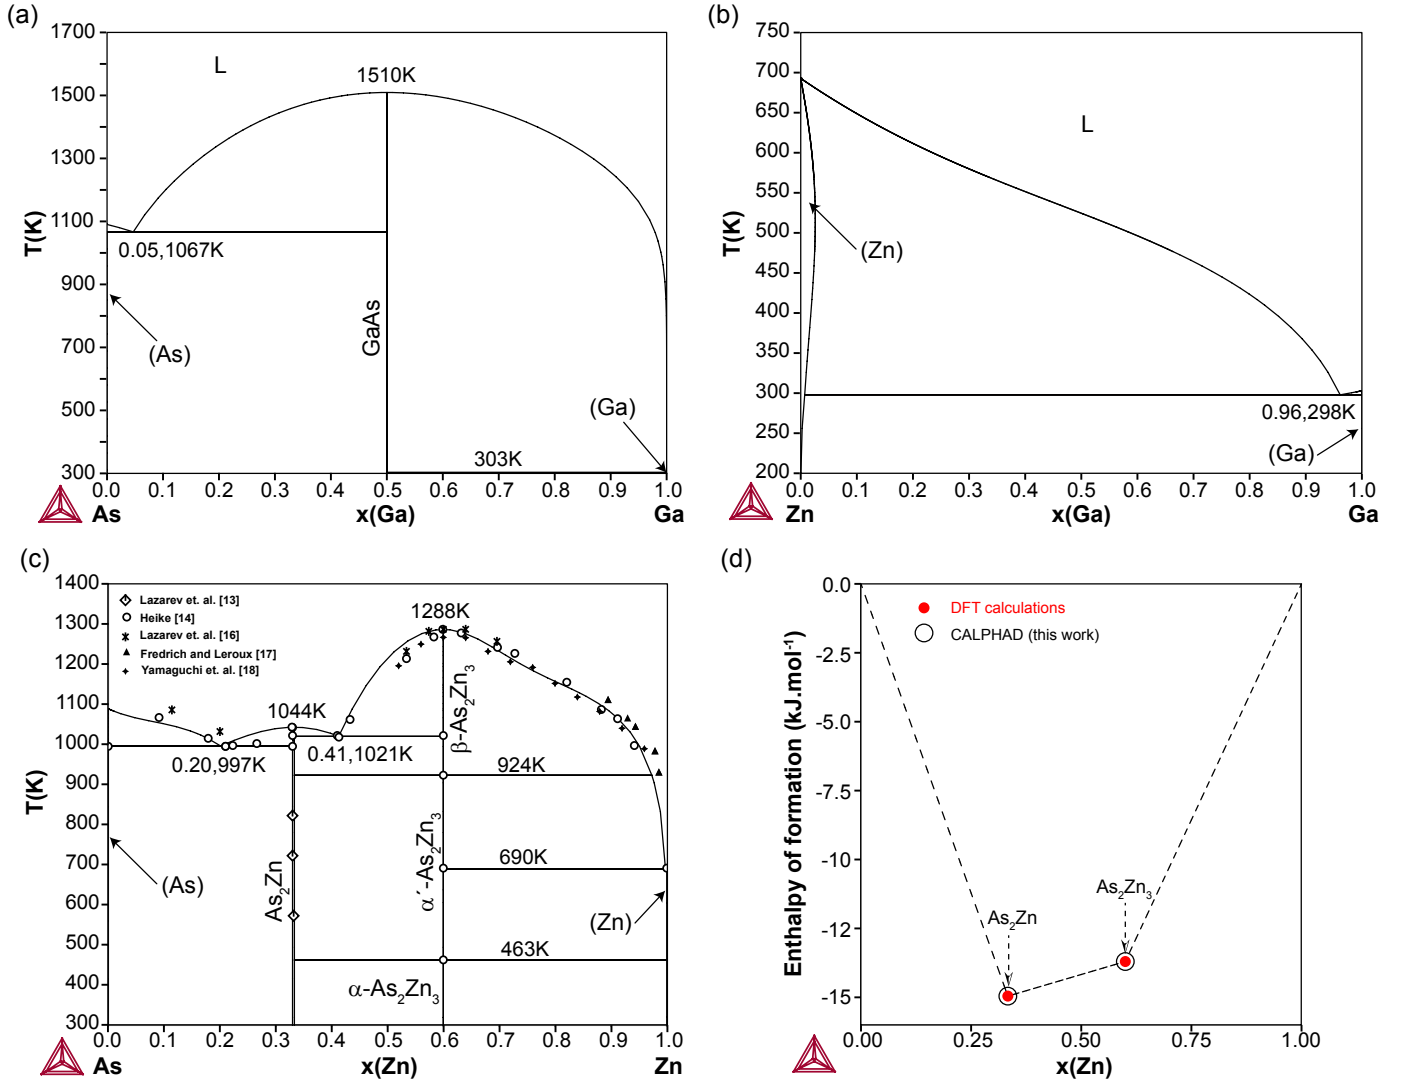 (a)
1700
1500
1300
1100
900
700
500
300
T(K)
L
1510K
0.05,1067K
(As)
GaAs
(Ga)
303K
0.0 0.1 0.2 0.3 0.4 0.5 0.6 0.7 0.8 0.9 1.0
As x(Ga) Ga
(b)
750
700
650
600
550
500
450
400
350
300
250
200
T(K)
L
(Zn)
0.96,298K
(Ga)
0.0 0.1 0.2 0.3 0.4 0.5 0.6 0.7 0.8 0.9 1.0
Zn x(Ga) Ga
(c)
1400
1300
1200
1100
1000
900
800
700
600
500
400
300
T(K)
Lazarev et. al. [13]
Heike [14]
Lazarev et. al. [16]
Fredrich and Leroux [17]
Yamaguchi et. al. [18]
1288K
1044K
0.20,997K
0.41,1021K
β-As2Zn3
924K
α´-As2Zn3
690K
As2Zn
(As)
(Zn)
463K
α-As2Zn3
0.0 0.1 0.2 0.3 0.4 0.5 0.6 0.7 0.8 0.9 1.0
As x(Zn) Zn
(d)
0.0
-2.5
-5.0
-7.5
-10
-12
-15
Enthalpy of formation (kJ.mol-1)
DFT calculations
CALPHAD (this work)
As2Zn3
As2Zn
0.0 0.25 0.50 0.75 1.00
x(Zn)